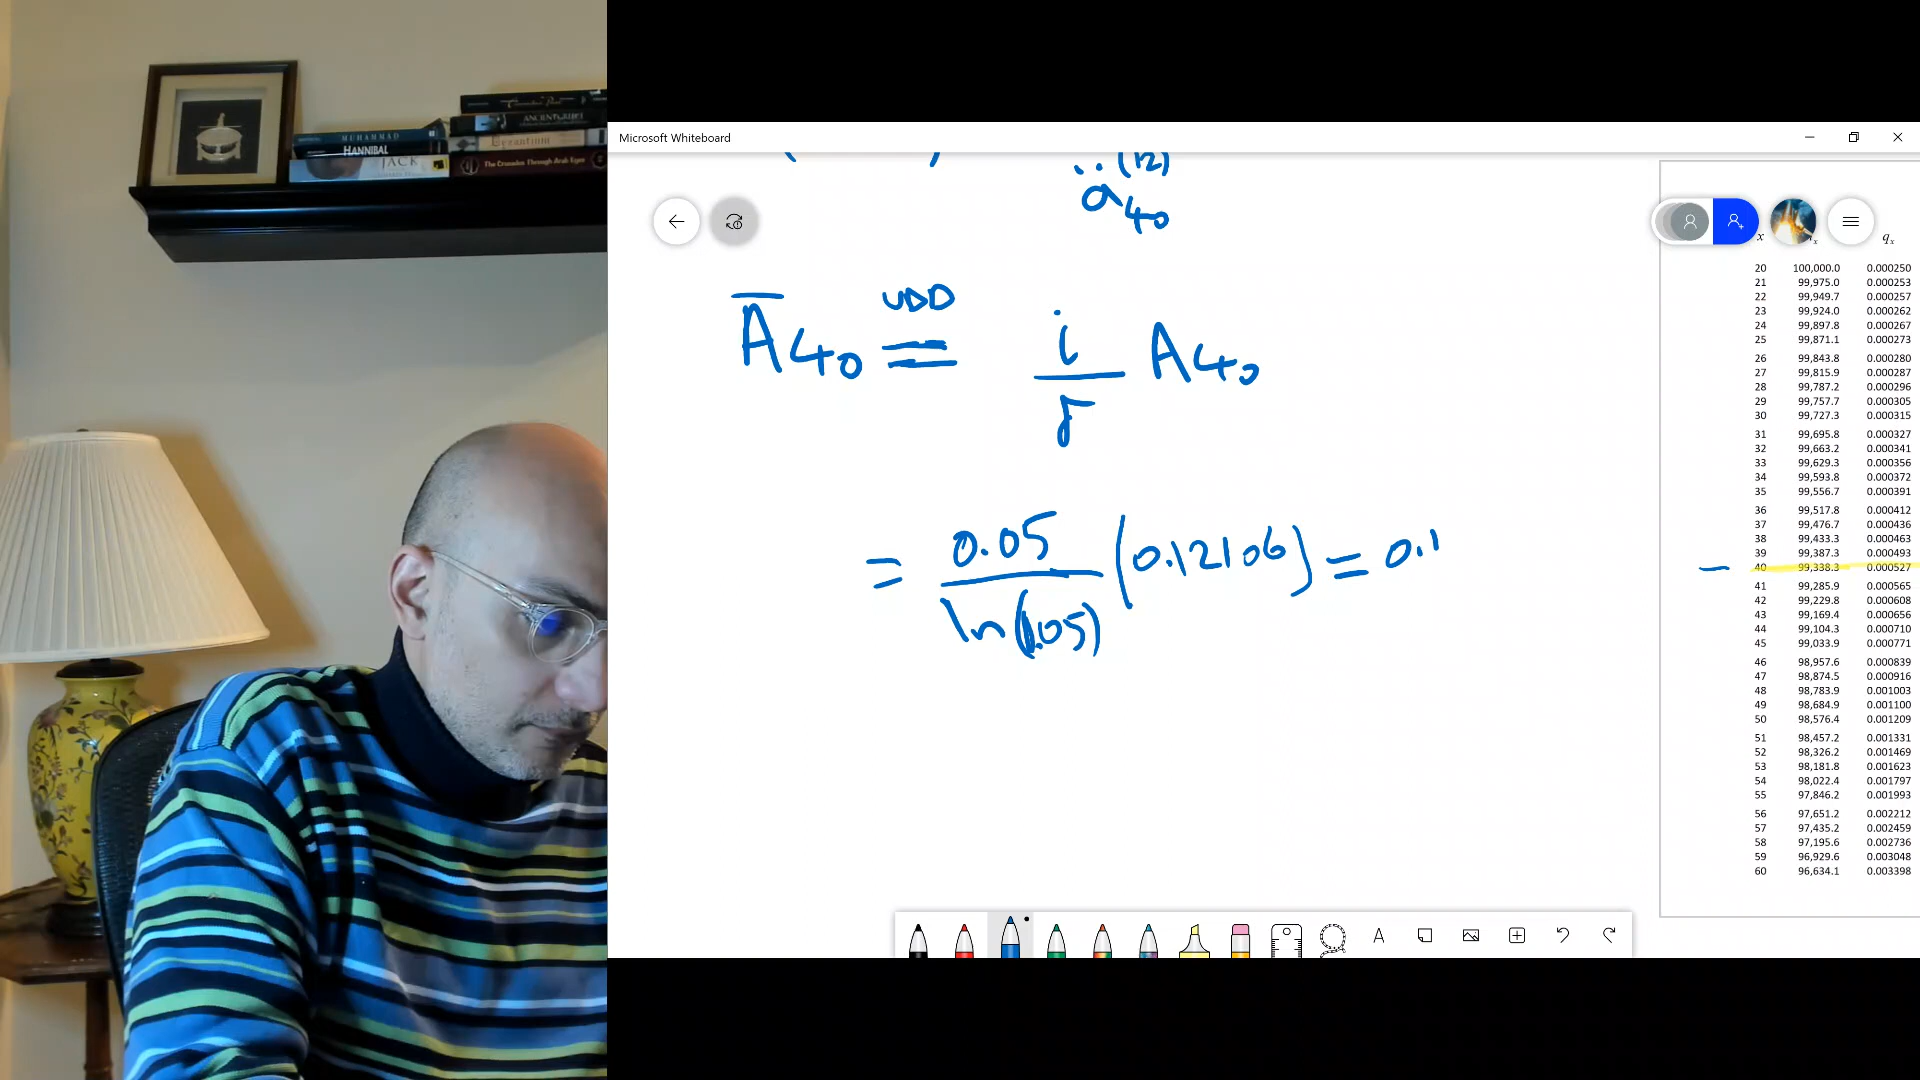 MUHAMMAD
HANNIBAL
JACK
ANCIENT GREECE
Byzantium
The Crusades Through Arab Eyes
Microsoft Whiteboard
(12)
ä40
Ā40 UDD = i/δ A40
= 0.05/ln(1.05) (0.12106) = 0.1
x qx
20 100,000.0 0.000250
21 99,975.0 0.000253
22 99,949.7 0.000257
23 99,924.0 0.000262
24 99,897.8 0.000267
25 99,871.1 0.000273
26 99,843.8 0.000280
27 99,815.9 0.000287
28 99,787.2 0.000296
29 99,757.7 0.000305
30 99,727.3 0.000315
31 99,695.8 0.000327
32 99,663.2 0.000341
33 99,629.3 0.000356
34 99,593.8 0.000372
35 99,556.7 0.000391
36 99,517.8 0.000412
37 99,476.7 0.000436
38 99,433.3 0.000463
39 99,387.3 0.000493
40 99,338.3 0.000527
41 99,285.9 0.000565
42 99,229.8 0.000608
43 99,169.4 0.000656
44 99,104.3 0.000710
45 99,033.9 0.000771
46 98,957.6 0.000839
47 98,874.5 0.000916
48 98,783.9 0.001003
49 98,684.9 0.001100
50 98,576.4 0.001209
51 98,457.2 0.001331
52 98,326.2 0.001469
53 98,181.8 0.001623
54 98,022.4 0.001797
55 97,846.2 0.001993
56 97,651.2 0.002212
57 97,435.2 0.002459
58 97,195.6 0.002736
59 96,929.6 0.003048
60 96,634.1 0.003398
A